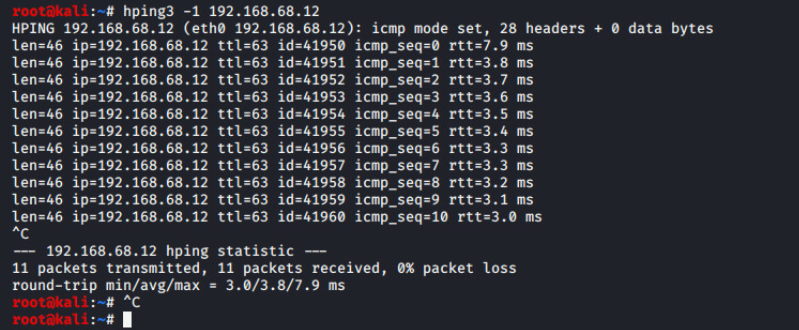 root@kali:~# hping3 -1 192.168.68.12
HPING 192.168.68.12 (eth0 192.168.68.12): icmp mode set, 28 headers + 0 data bytes
len=46 ip=192.168.68.12 ttl=63 id=41950 icmp_seq=0 rtt=7.9 ms
len=46 ip=192.168.68.12 ttl=63 id=41951 icmp_seq=1 rtt=3.8 ms
len=46 ip=192.168.68.12 ttl=63 id=41952 icmp_seq=2 rtt=3.7 ms
len=46 ip=192.168.68.12 ttl=63 id=41953 icmp_seq=3 rtt=3.6 ms
len=46 ip=192.168.68.12 ttl=63 id=41954 icmp_seq=4 rtt=3.5 ms
len=46 ip=192.168.68.12 ttl=63 id=41955 icmp_seq=5 rtt=3.4 ms
len=46 ip=192.168.68.12 ttl=63 id=41956 icmp_seq=6 rtt=3.3 ms
len=46 ip=192.168.68.12 ttl=63 id=41957 icmp_seq=7 rtt=3.3 ms
len=46 ip=192.168.68.12 ttl=63 id=41958 icmp_seq=8 rtt=3.2 ms
len=46 ip=192.168.68.12 ttl=63 id=41959 icmp_seq=9 rtt=3.1 ms
len=46 ip=192.168.68.12 ttl=63 id=41960 icmp_seq=10 rtt=3.0 ms
^C
--- 192.168.68.12 hping statistic ---
11 packets transmitted, 11 packets received, 0% packet loss
round-trip min/avg/max = 3.0/3.8/7.9 ms
root@kali:~# ^C
root@kali:~#